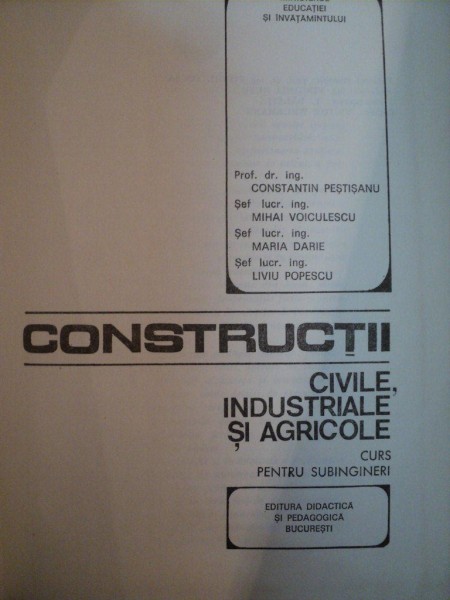 EDUCAȚIEI
ȘI ÎNVĂȚAMÎNTULUI
Prof. dr. ing.
CONSTANTIN PEȘTIȘANU
Șef lucr. ing.
MIHAI VOICULESCU
Șef lucr. ing.
MARIA DARIE
Șef lucr. ing.
LIVIU POPESCU
CONSTRUCȚII
CIVILE,
INDUSTRIALE
ȘI AGRICOLE
CURS
PENTRU SUBINGINERI
EDITURA DIDACTICĂ
ȘI PEDAGOGICĂ
BUCUREȘTI